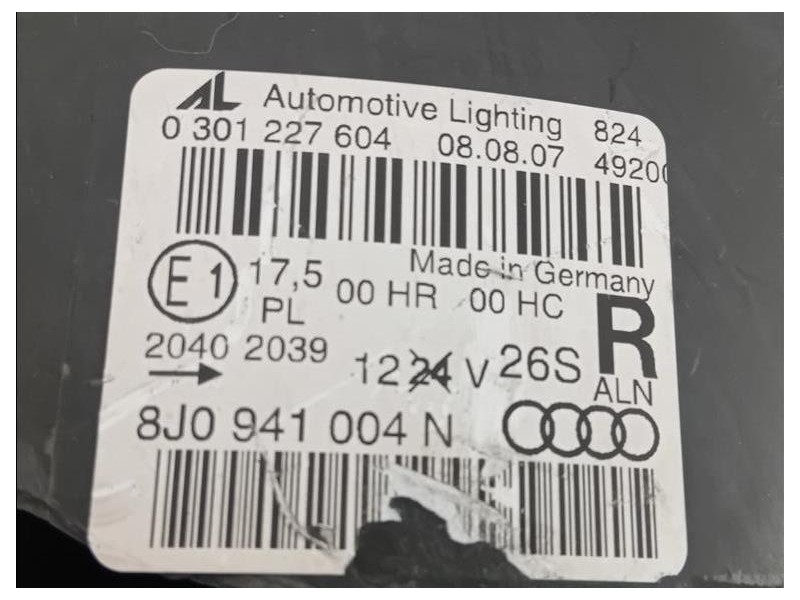 AL Automotive Lighting 824
0 301 227 604 08.08.07 49200
Made in Germany
E1 17,5 00 HR 00 HC R
PL
2040 2039 12 24 V 26S
ALN
8J0 941 004 N